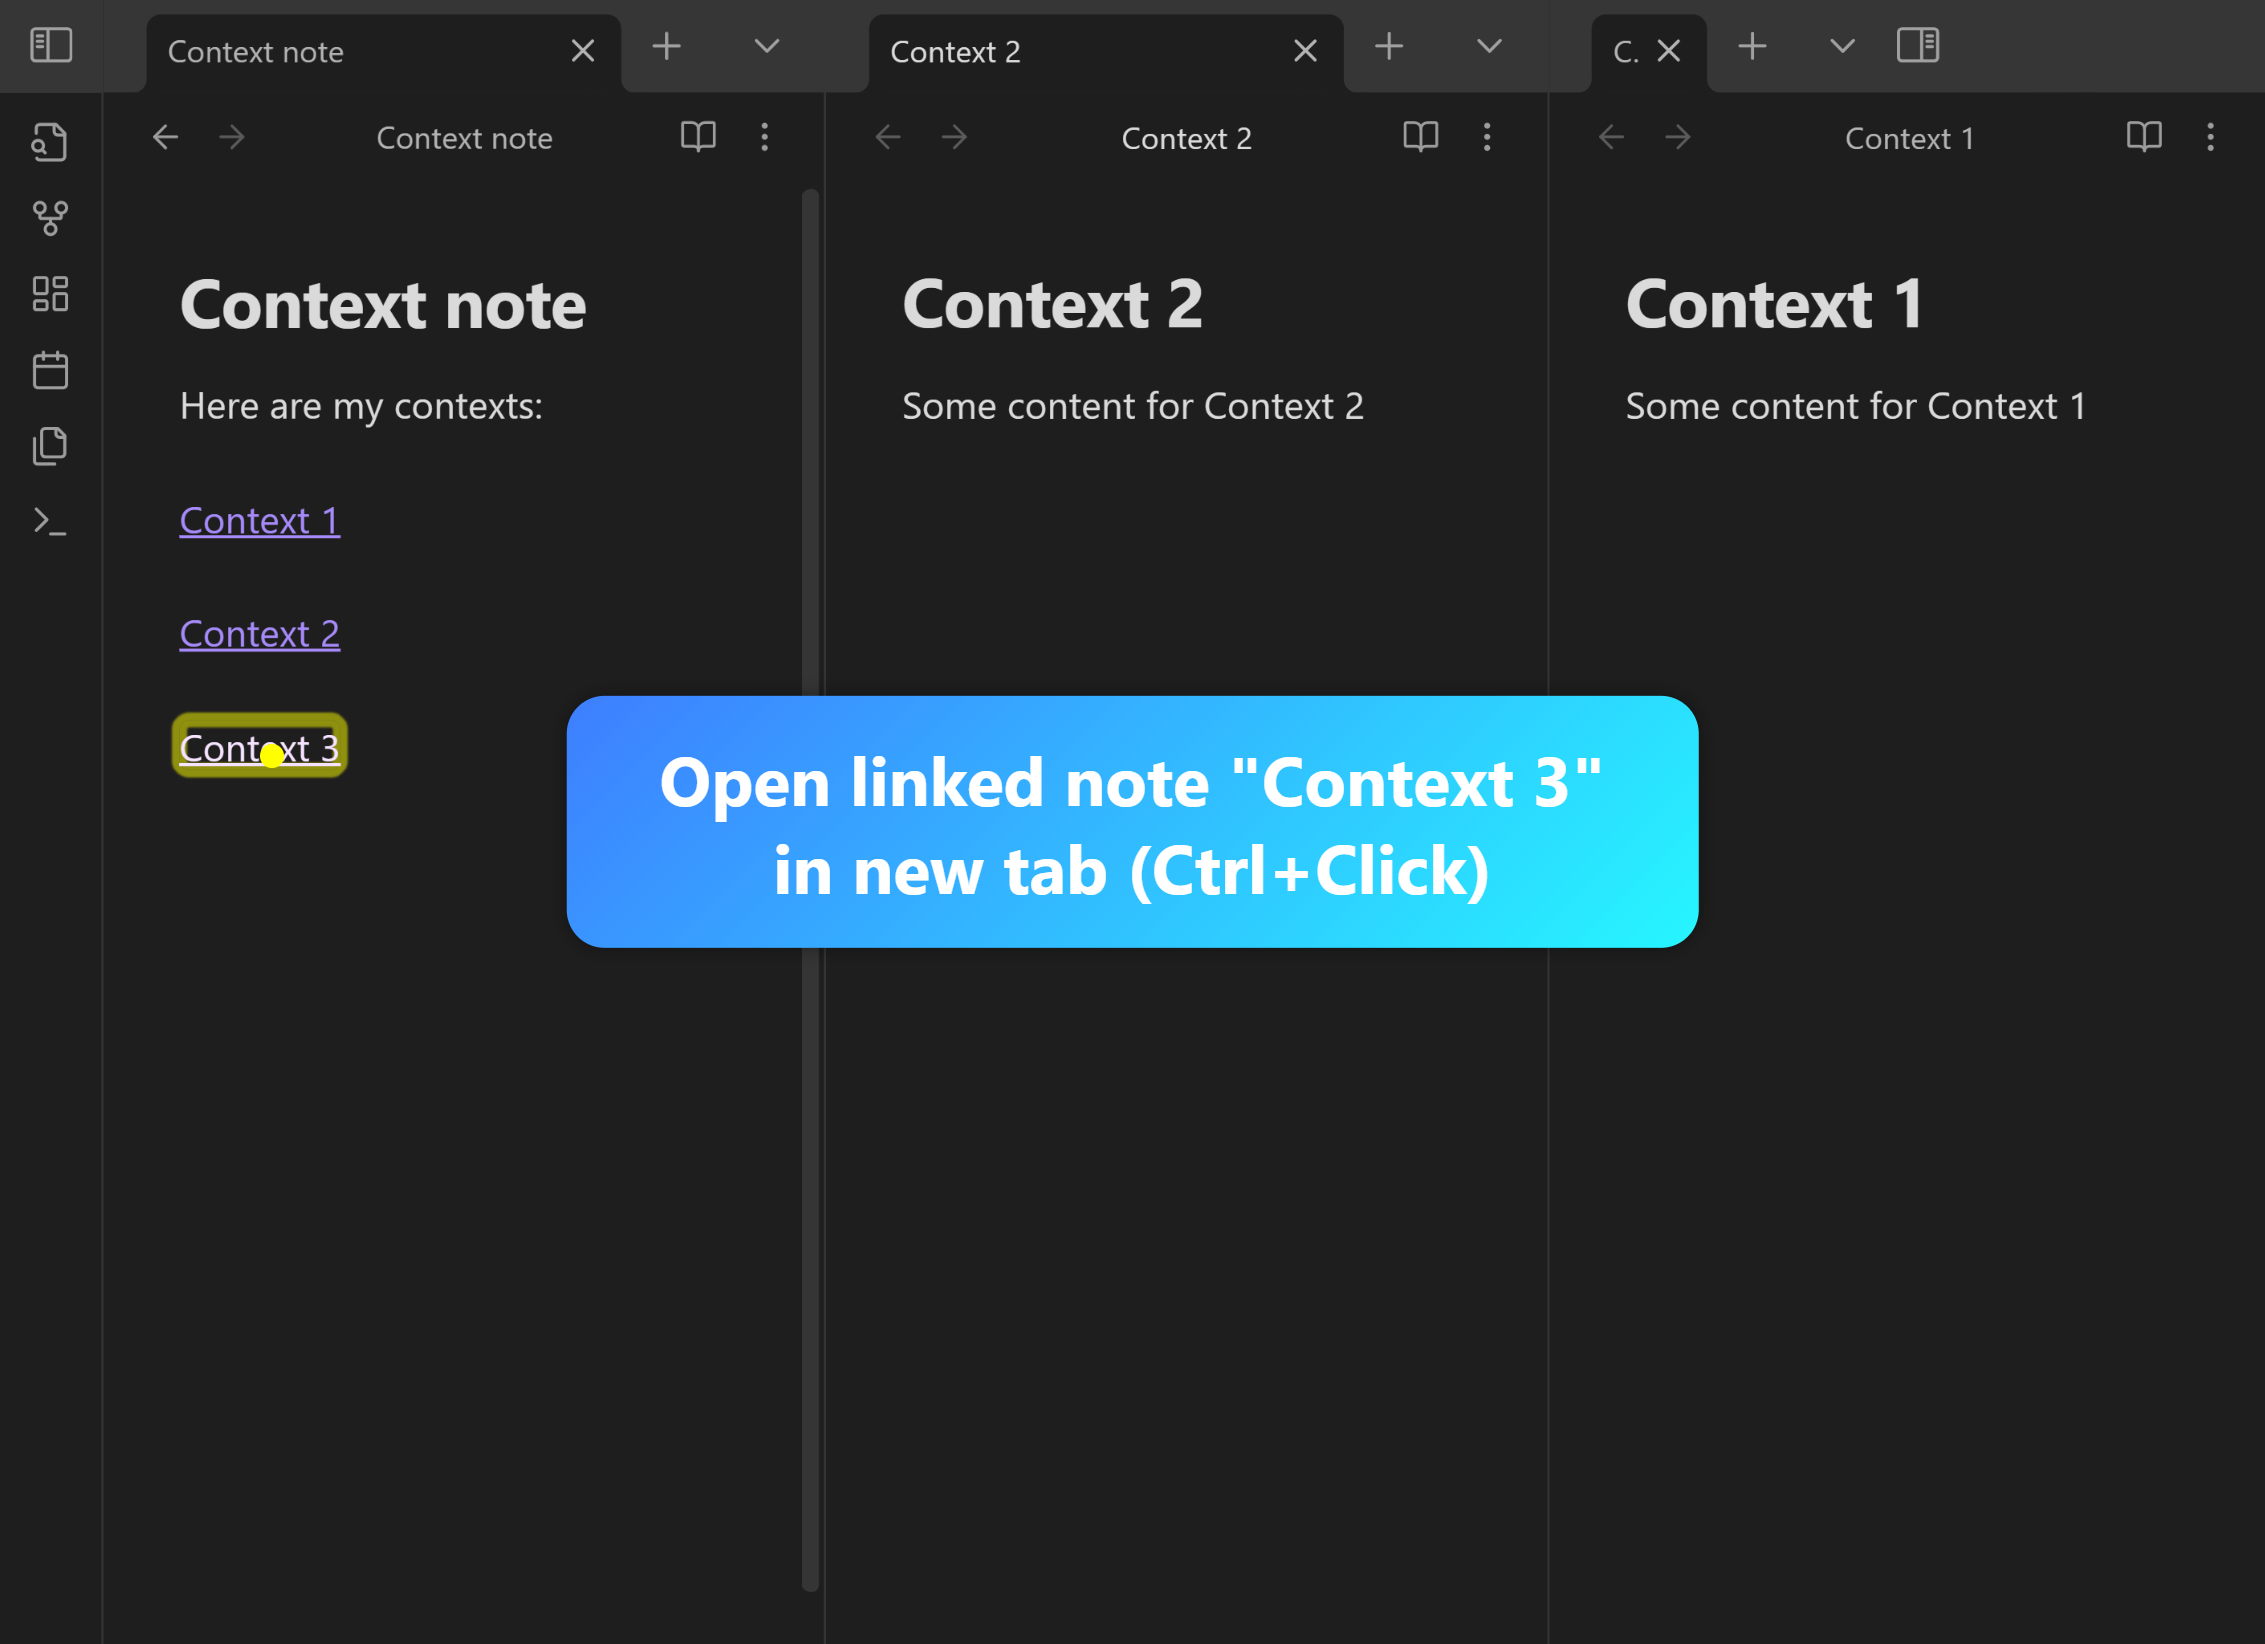 Context note
Context 2
C.
Context note
Context 2
Context 1
Context note
Here are my contexts:
Context 1
Context 2
Context 3
Context 2
Some content for Context 2
Context 1
Some content for Context 1
Open linked note "Context 3"
in new tab (Ctrl+Click)